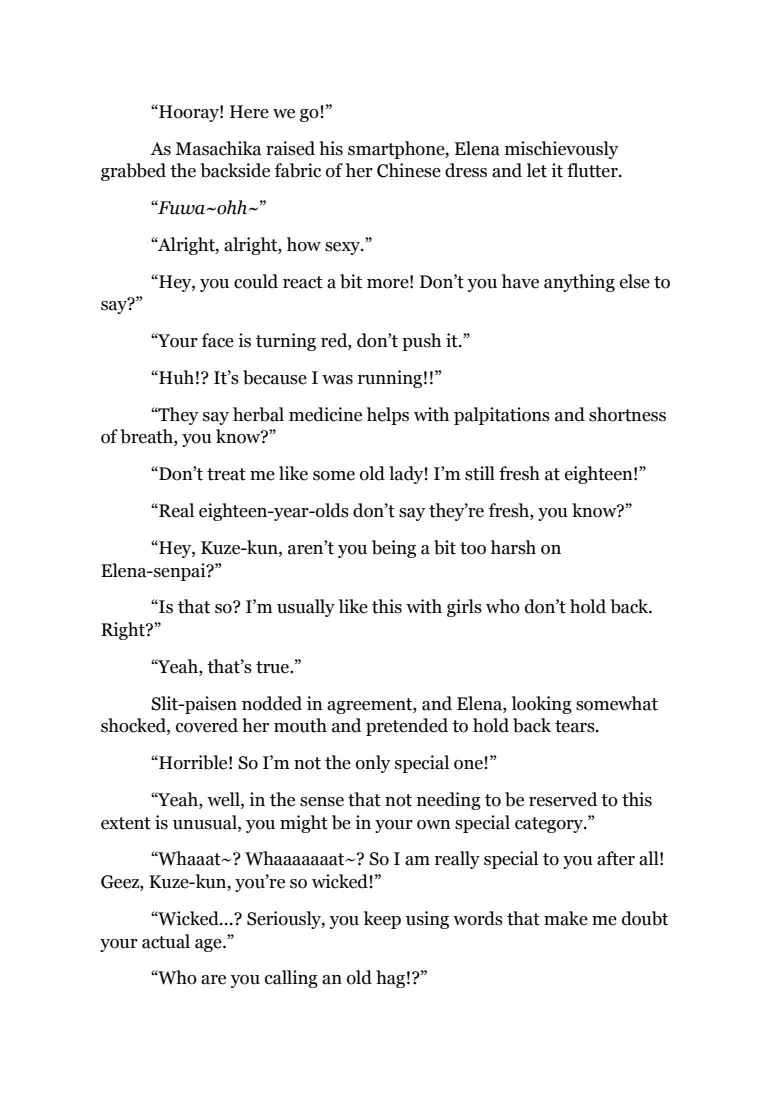 “Hooray! Here we go!”
As Masachika raised his smartphone, Elena mischievously
grabbed the backside fabric of her Chinese dress and let it flutter.
“Fuwa~ohh~”
“Alright, alright, how sexy.”
“Hey, you could react a bit more! Don’t you have anything else to
say?”
“Your face is turning red, don’t push it.”
“Huh!? It’s because I was running!!”
“They say herbal medicine helps with palpitations and shortness
of breath, you know?”
“Don’t treat me like some old lady! I’m still fresh at eighteen!”
“Real eighteen-year-olds don’t say they’re fresh, you know?”
“Hey, Kuze-kun, aren’t you being a bit too harsh on
Elena-senpai?”
“Is that so? I’m usually like this with girls who don’t hold back.
Right?”
“Yeah, that’s true.”
Slit-paisen nodded in agreement, and Elena, looking somewhat
shocked, covered her mouth and pretended to hold back tears.
“Horrible! So I’m not the only special one!”
“Yeah, well, in the sense that not needing to be reserved to this
extent is unusual, you might be in your own special category.”
“Whaaat~? Whaaaaaaat~? So I am really special to you after all!
Geez, Kuze-kun, you’re so wicked!”
“Wicked...? Seriously, you keep using words that make me doubt
your actual age.”
“Who are you calling an old hag!?”